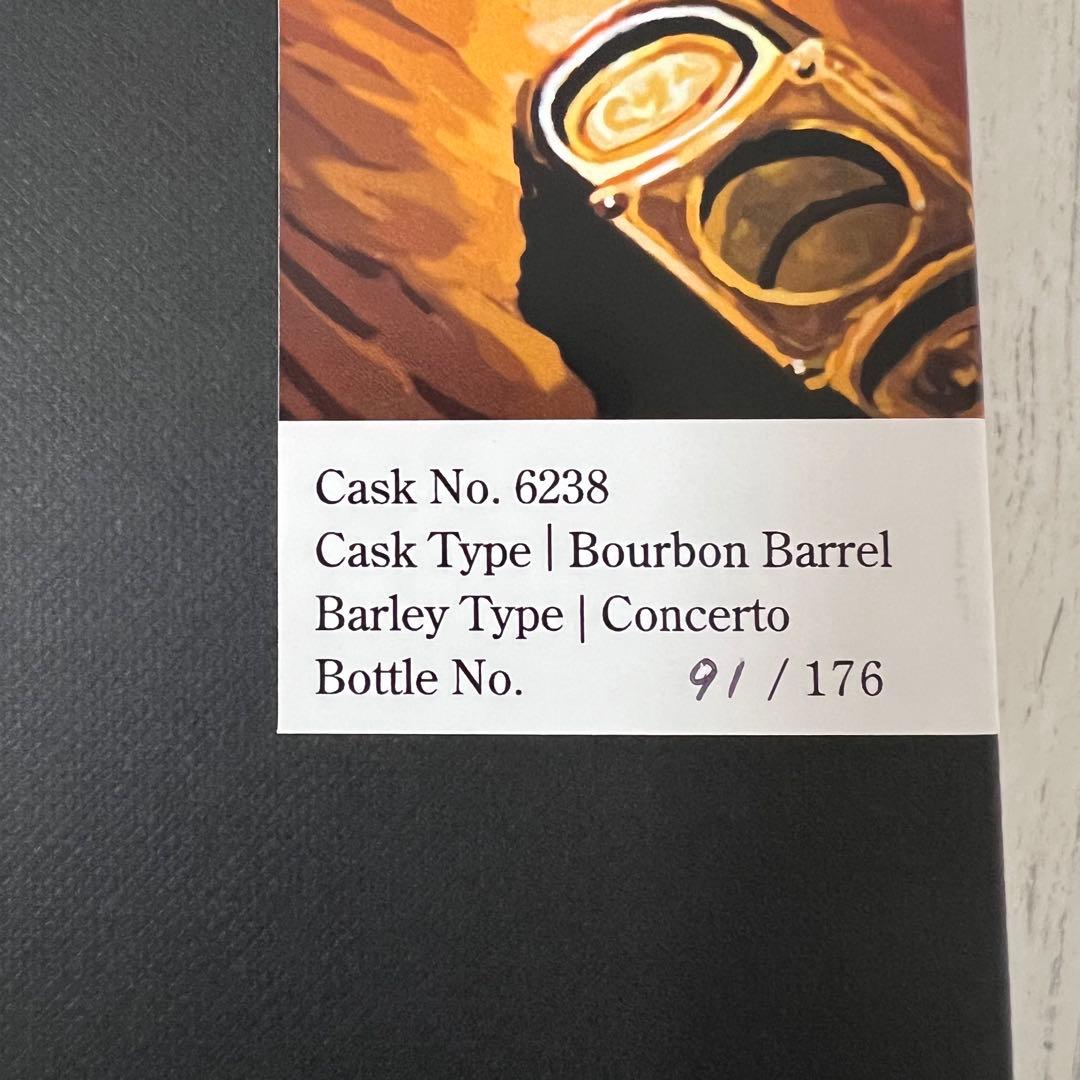 Cask No. 6238
Cask Type | Bourbon Barrel
Barley Type | Concerto
Bottle No. 91 / 176